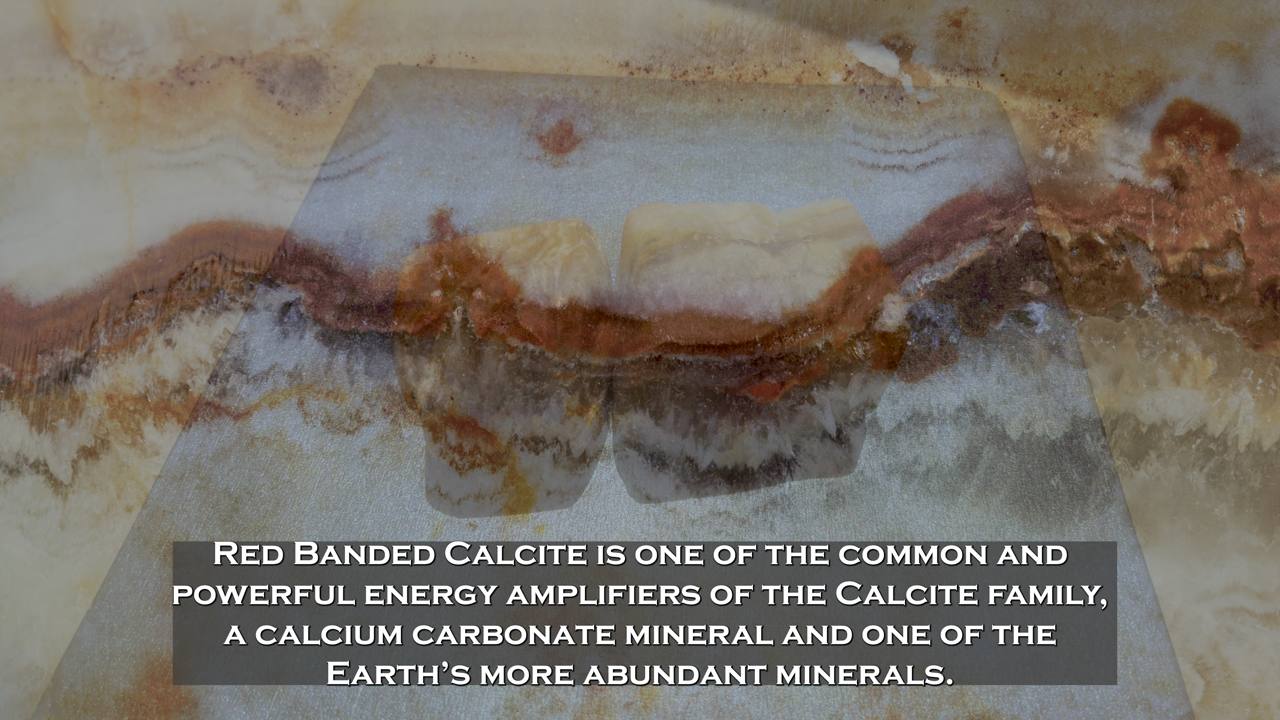 Red Banded Calcite is one of the common and
powerful energy amplifiers of the Calcite family,
a calcium carbonate mineral and one of the
Earth's more abundant minerals.